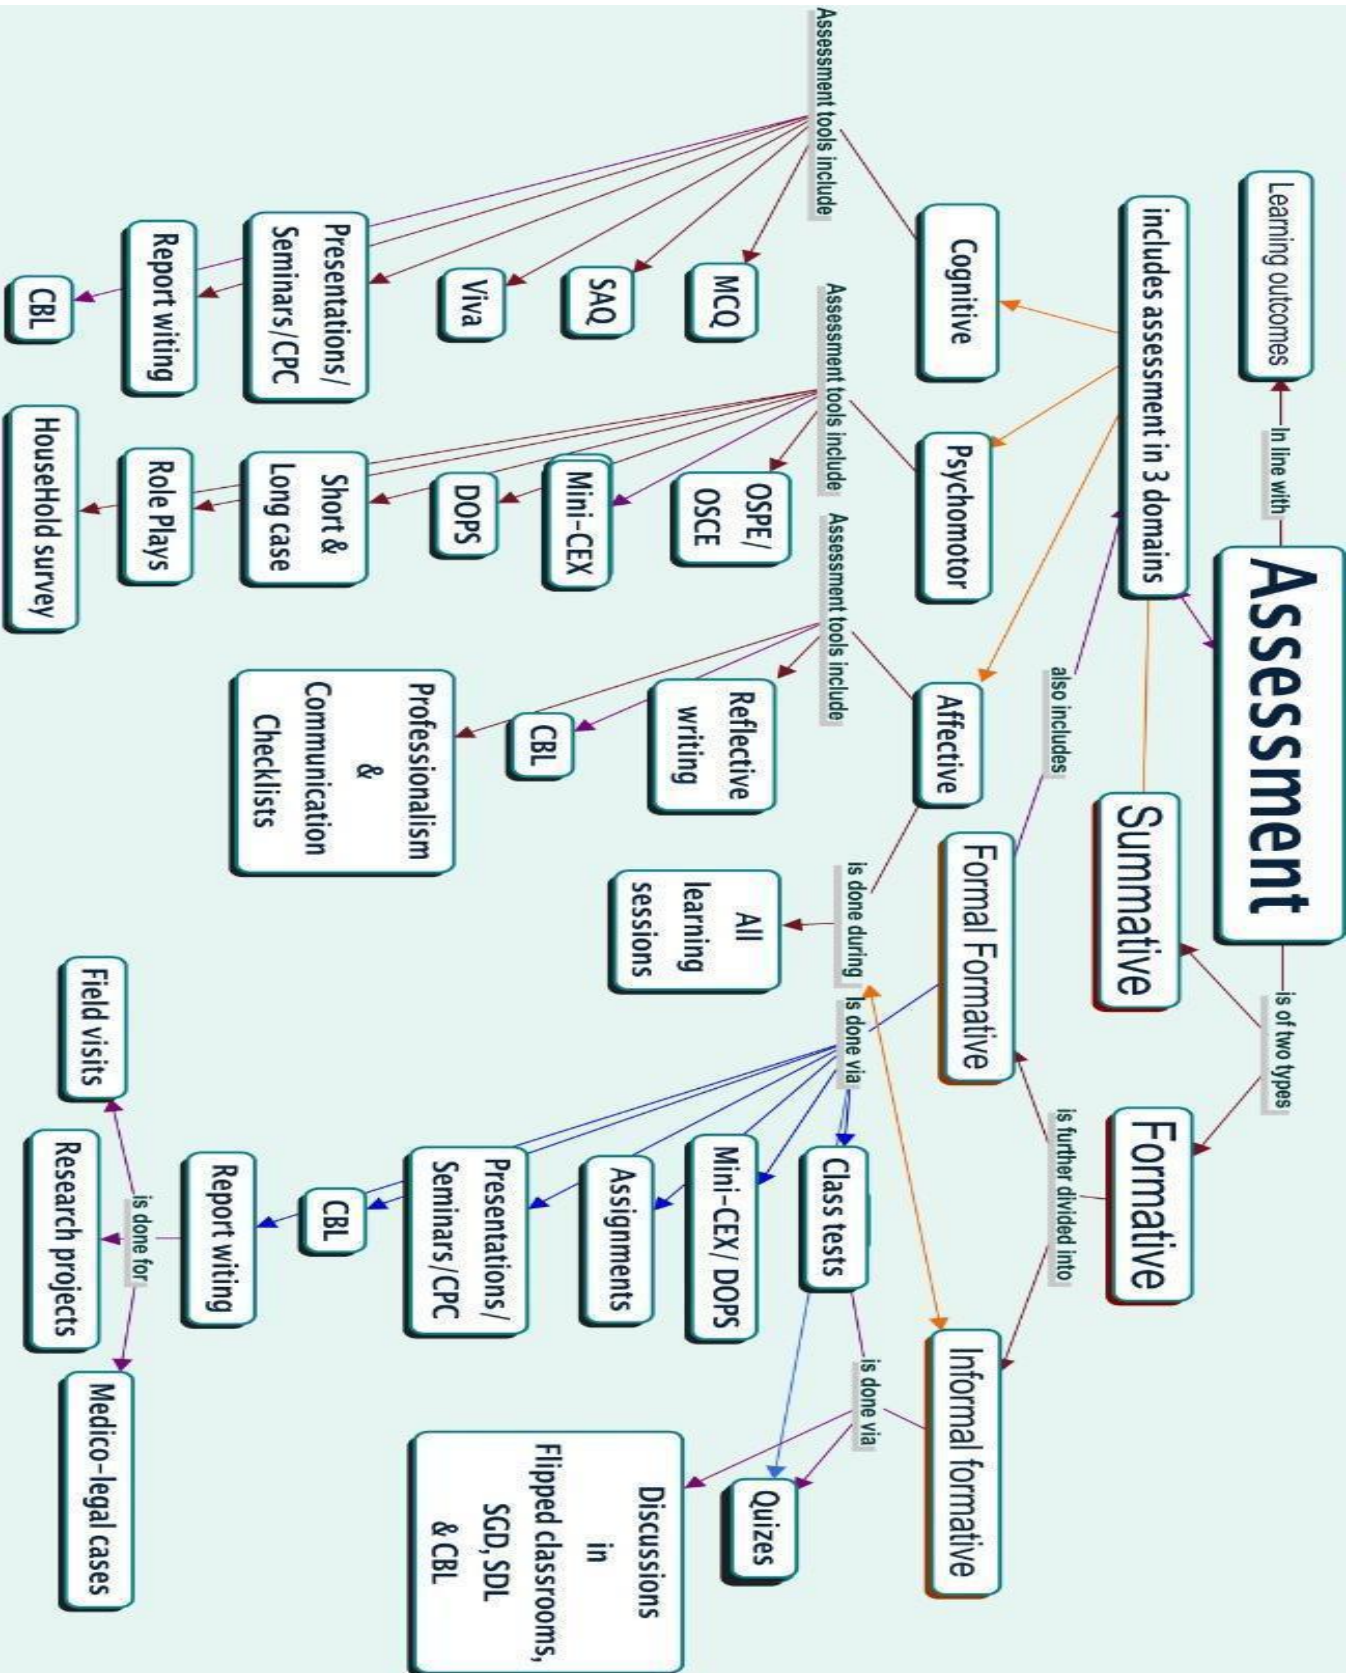 Assessment
In line with
Learning outcomes
is of two types
Summative
Formative
includes assessment in 3 domains
also includes
is further divided into
Formal Formative
Informal formative
Cognitive
Psychomotor
Affective
Assessment tools include
MCQ
SAQ
Viva
Presentations/
Seminars/CPC
Report witing
CBL
Assessment tools include
OSPE/
OSCE
Mini-CEX
DOPS
Short &
Long case
Role Plays
HouseHold survey
Assessment tools include
Reflective
writing
CBL
Professionalism
&
Communication
Checklists
is done during
All
learning
sessions
Is done via
Class tests
Mini-CEX/ DOPS
Assignments
Presentations/
Seminars/CPC
CBL
Report witing
is done for
Field visits
Research projects
Medico-legal cases
is done via
Quizes
Discussions
in
Flipped classrooms,
SGD, SDL
& CBL